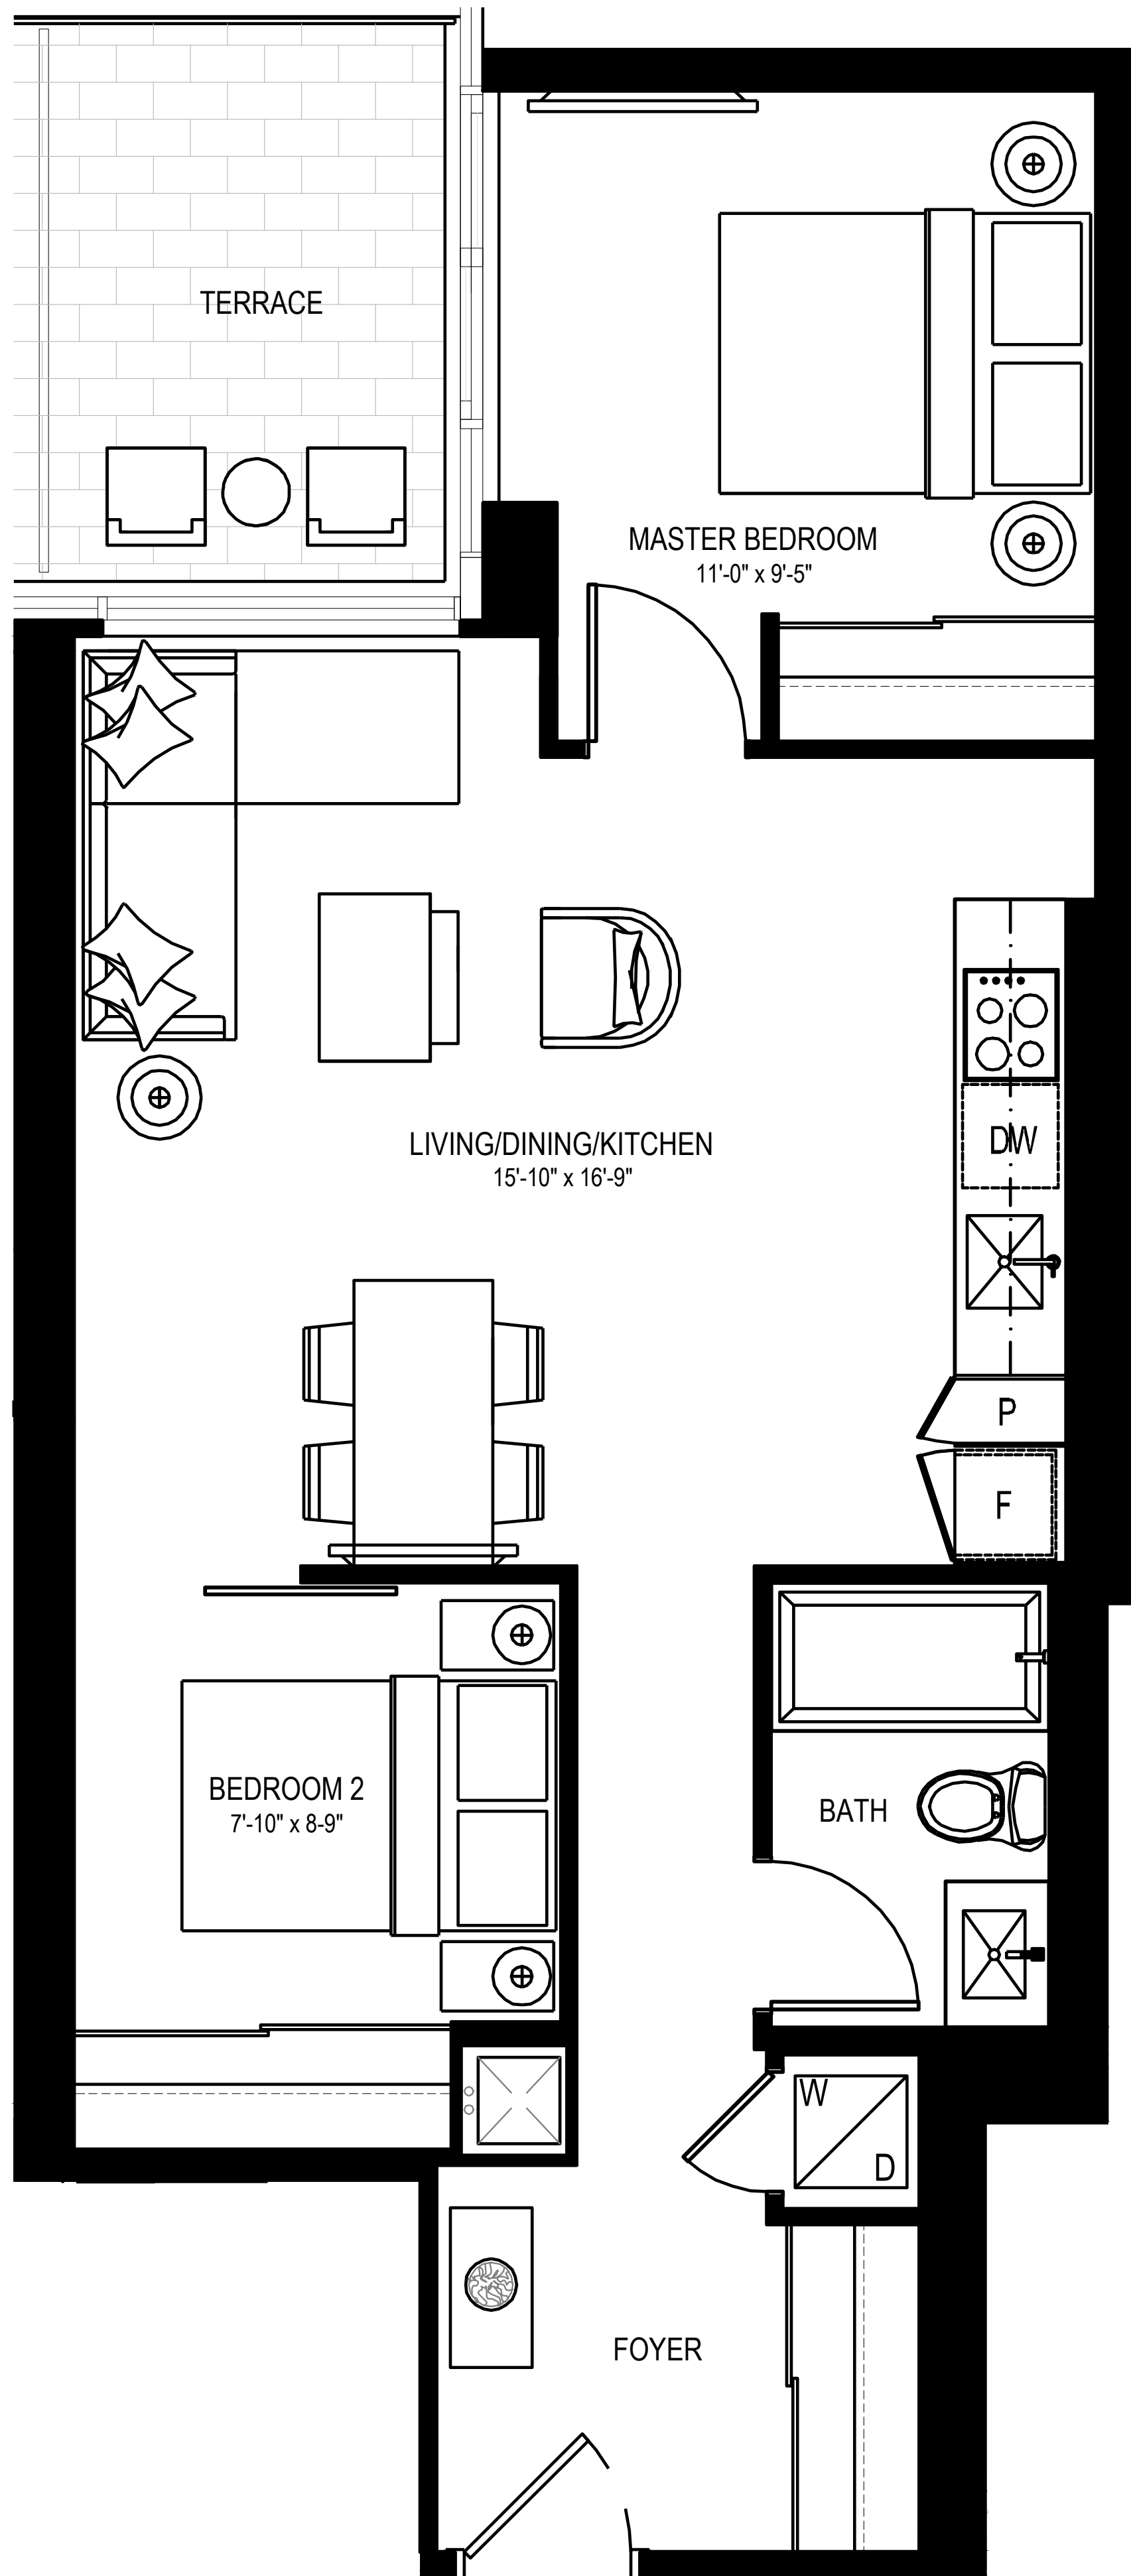 TERRACE
MASTER BEDROOM
11'-0" x 9'-5"
LIVING/DINING/KITCHEN
15'-10" x 16'-9"
DW
P
F
BEDROOM 2
7'-10" x 8-9"
BATH
W
D
FOYER